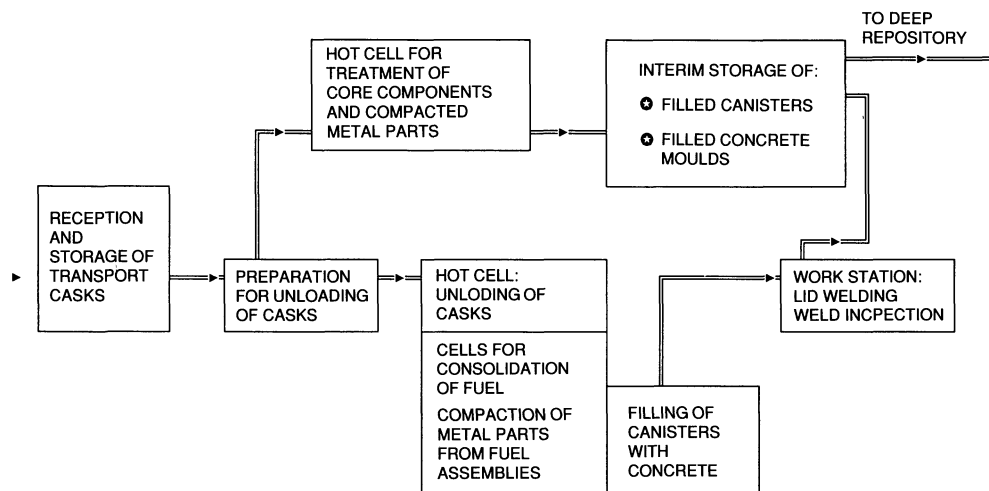 TO DEEP
REPOSITORY
HOT CELL FOR
TREATMENT OF
CORE COMPONENTS
AND COMPACTED
METAL PARTS
INTERIM STORAGE OF:
✪ FILLED CANISTERS
✪ FILLED CONCRETE
MOULDS
RECEPTION
AND
STORAGE OF
TRANSPORT
CASKS
PREPARATION
FOR UNLOADING
OF CASKS
HOT CELL:
UNLODING OF
CASKS
CELLS FOR
CONSOLIDATION
OF FUEL
COMPACTION OF
METAL PARTS
FROM FUEL
ASSEMBLIES
FILLING OF
CANISTERS
WITH
CONCRETE
WORK STATION:
LID WELDING
WELD INCPECTION